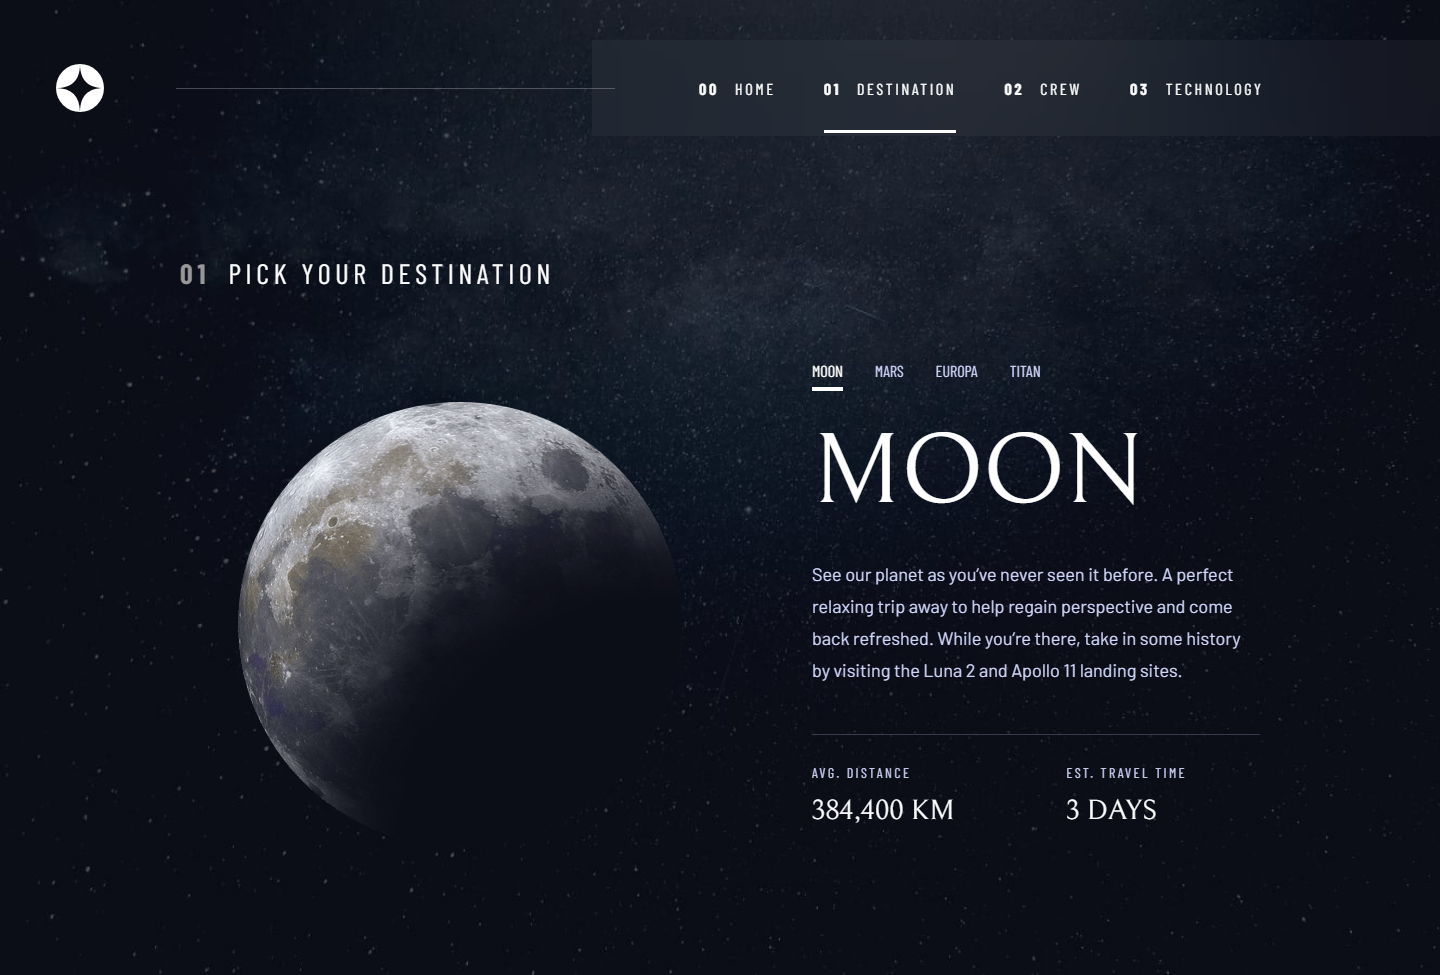 00 HOME 01 DESTINATION 02 CREW 03 TECHNOLOGY
01 PICK YOUR DESTINATION
MOON MARS EUROPA TITAN
MOON
See our planet as you’ve never seen it before. A perfect
relaxing trip away to help regain perspective and come
back refreshed. While you’re there, take in some history
by visiting the Luna 2 and Apollo 11 landing sites.
AVG. DISTANCE
384,400 KM
EST. TRAVEL TIME
3 DAYS